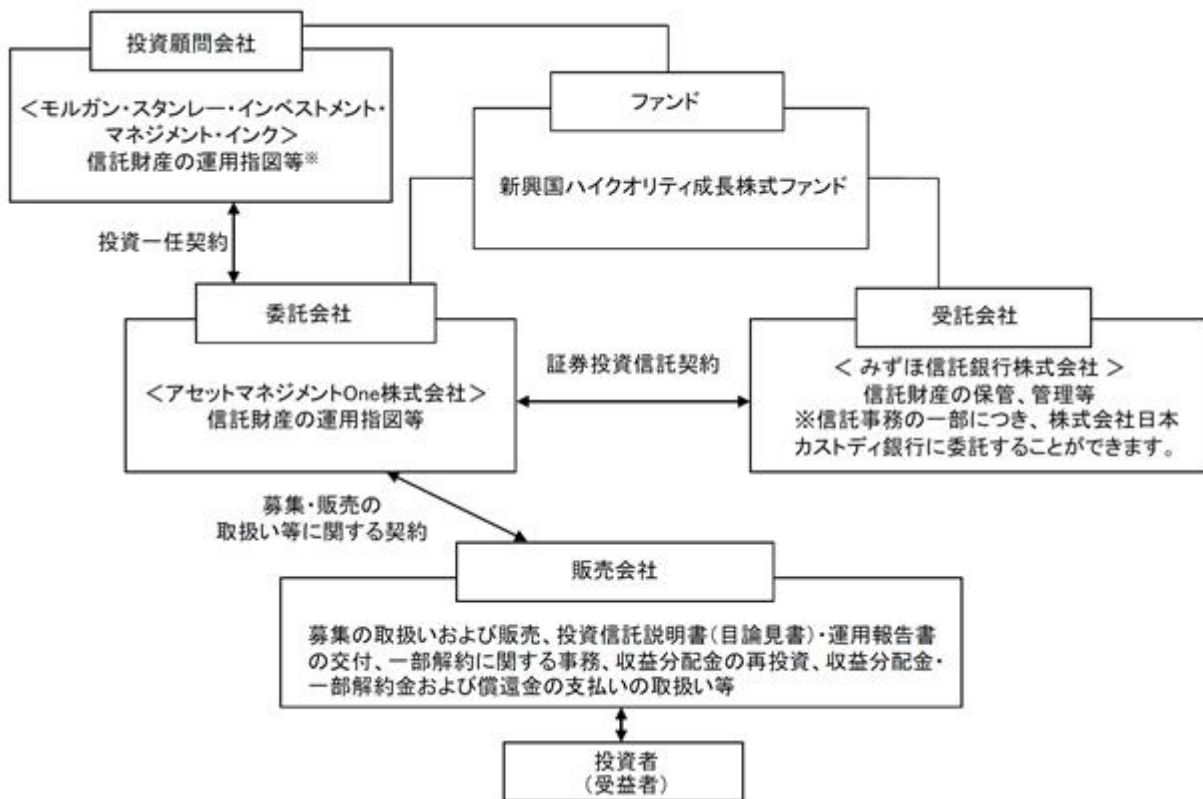 投資顧問会社
<モルガン・スタンレー・インベストメント・
マネジメント・インク>
信託財産の運用指図等※
ファンド
新興国ハイクオリティ成長株式ファンド
投資一任契約
委託会社
<アセットマネジメントOne株式会社>
信託財産の運用指図等
証券投資信託契約
受託会社
< みずほ信託銀行株式会社 >
信託財産の保管、管理等
※信託事務の一部につき、株式会社日本
カストディ銀行に委託することができます。
募集・販売の
取扱い等に関する契約
販売会社
募集の取扱いおよび販売、投資信託説明書(目論見書)・運用報告書
の交付、一部解約に関する事務、収益分配金の再投資、収益分配金・
一部解約金および償還金の支払いの取扱い等
投資者
(受益者)